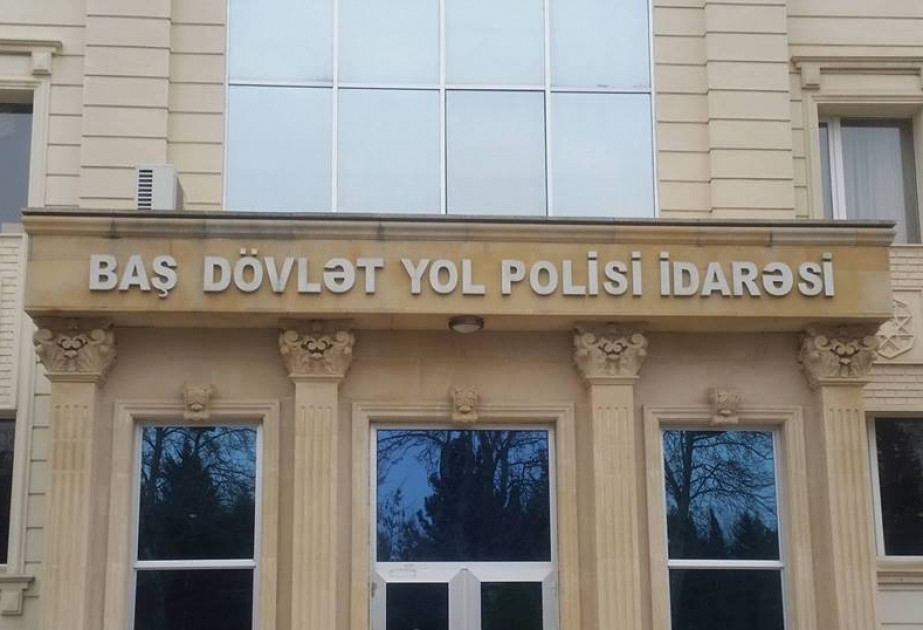 BAŞ DÖVLƏT YOL POLİSİ İDARƏSİ